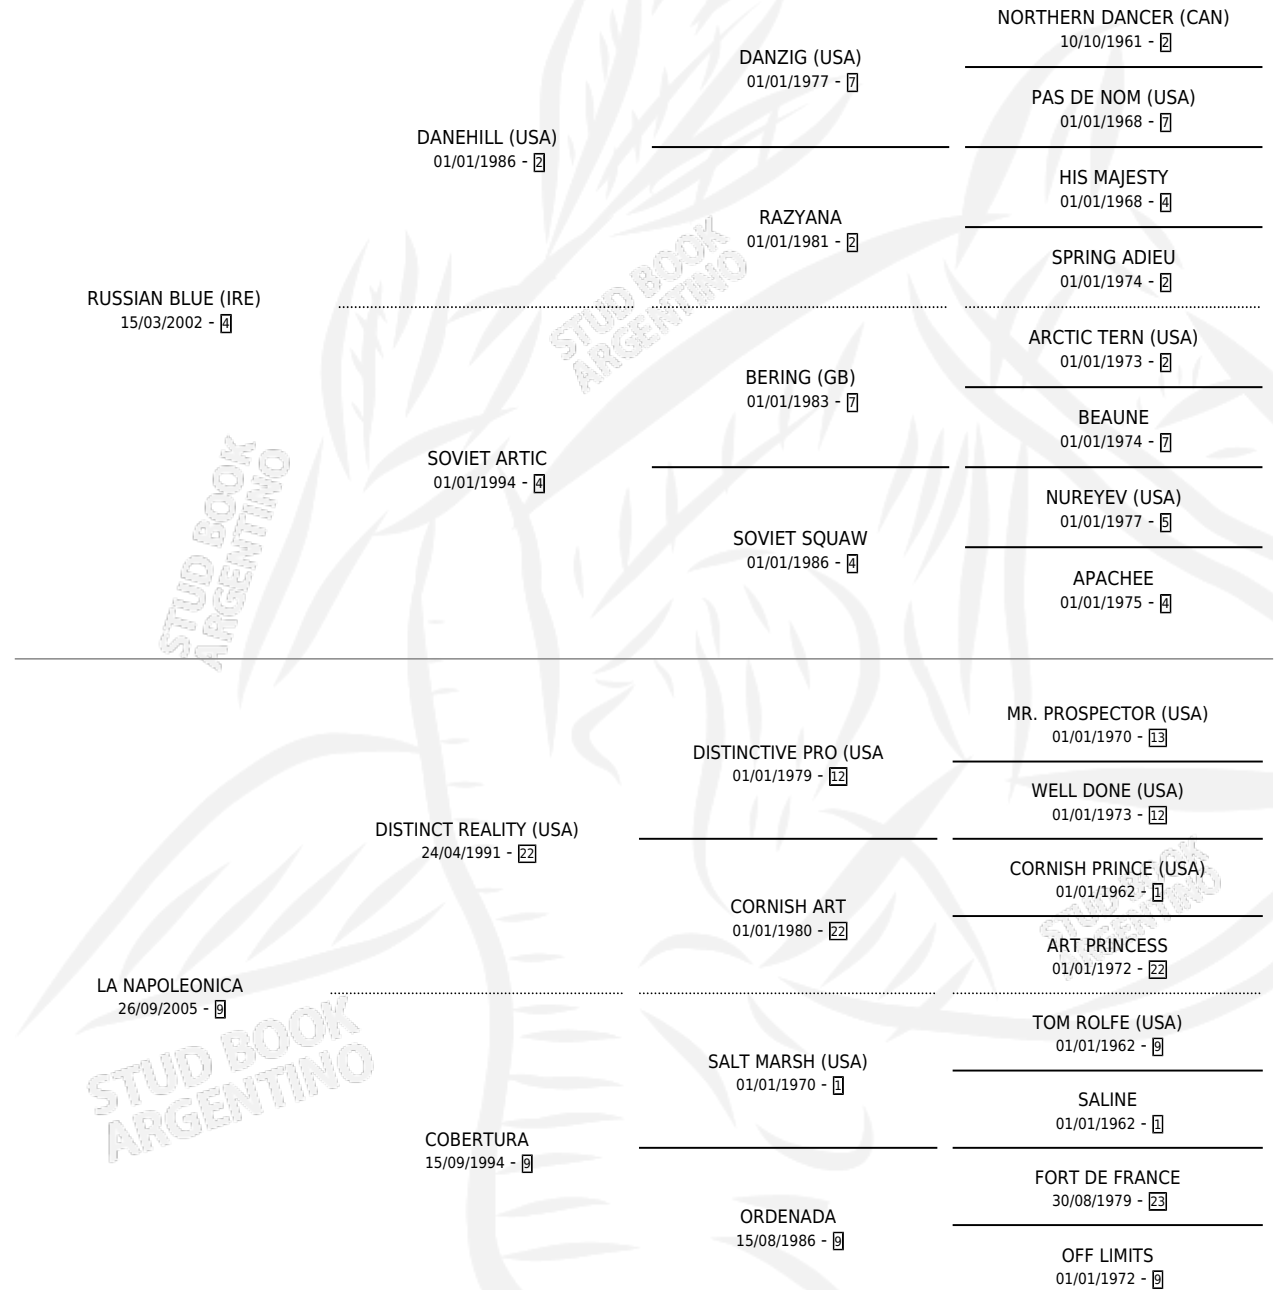 NORTHERN DANCER (CAN)
10/10/1961 - 2
DANZIG (USA)
01/01/1977 - 7
PAS DE NOM (USA)
01/01/1968 - 7
DANEHILL (USA)
01/01/1986 - 2
HIS MAJESTY
01/01/1968 - 4
RAZYANA
01/01/1981 - 2
SPRING ADIEU
01/01/1974 - 2
RUSSIAN BLUE (IRE)
15/03/2002 - 4
STUD BOOK
ARGENTINO
ARCTIC TERN (USA)
01/01/1973 - 2
BERING (GB)
01/01/1983 - 7
BEAUNE
01/01/1974 - 7
SOVIET ARTIC
01/01/1994 - 4
NUREYEV (USA)
01/01/1977 - 5
SOVIET SQUAW
01/01/1986 - 4
APACHEE
01/01/1975 - 4
STUD BOOK
ARGENTINO
MR. PROSPECTOR (USA)
01/01/1970 - 13
DISTINCTIVE PRO (USA
01/01/1979 - 12
WELL DONE (USA)
01/01/1973 - 12
DISTINCT REALITY (USA)
24/04/1991 - 22
CORNISH PRINCE (USA)
01/01/1962 - 1
CORNISH ART
01/01/1980 - 22
ART PRINCESS
01/01/1972 - 22
STUD BOOK
ARGENTINO
LA NAPOLEONICA
26/09/2005 - 9
STUD BOOK
ARGENTINO
TOM ROLFE (USA)
01/01/1962 - 9
SALT MARSH (USA)
01/01/1970 - 1
SALINE
01/01/1962 - 1
COBERTURA
15/09/1994 - 9
FORT DE FRANCE
30/08/1979 - 23
ORDENADA
15/08/1986 - 9
OFF LIMITS
01/01/1972 - 9